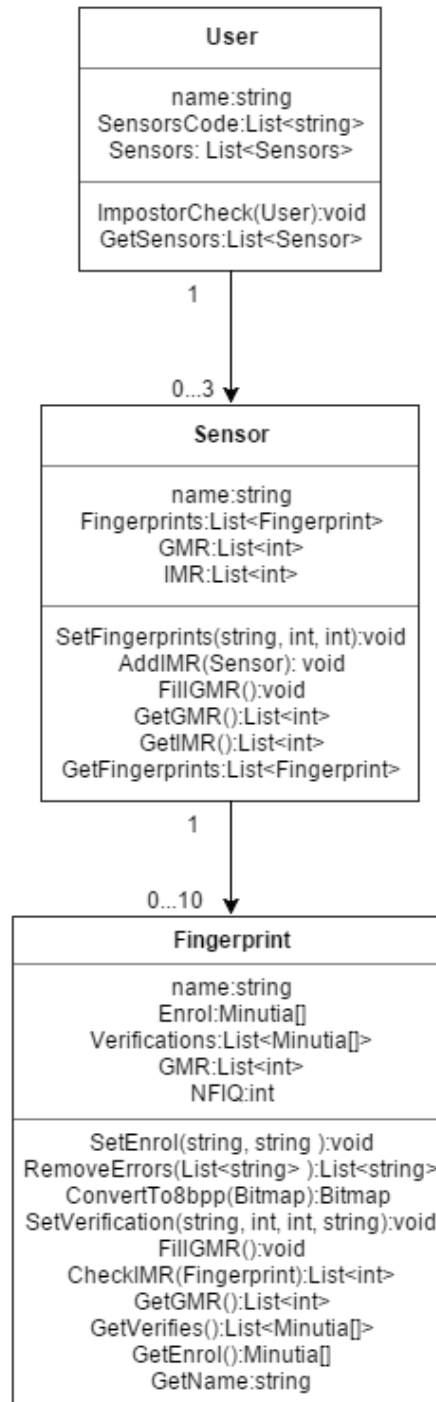 User
name:string
SensorsCode:List<string>
Sensors: List<Sensors>
ImpostorCheck(User):void
GetSensors:List<Sensor>
1
0...3
Sensor
name:string
Fingerprints:List<Fingerprint>
GMR:List<int>
IMR:List<int>
SetFingerprints(string, int, int):void
AddIMR(Sensor): void
FillGMR():void
GetGMR():List<int>
GetIMR():List<int>
GetFingerprints:List<Fingerprint>
1
0...10
Fingerprint
name:string
Enrol:Minutia[]
Verifications:List<Minutia[]>
GMR:List<int>
NFIQ:int
SetEnrol(string, string ):void
RemoveErrors(List<string> ):List<string>
ConvertTo8bpp(Bitmap):Bitmap
SetVerification(string, int, int, string):void
FillGMR():void
CheckIMR(Fingerprint):List<int>
GetGMR():List<int>
GetVerifies():List<Minutia[]>
GetEnrol():Minutia[]
GetName:string